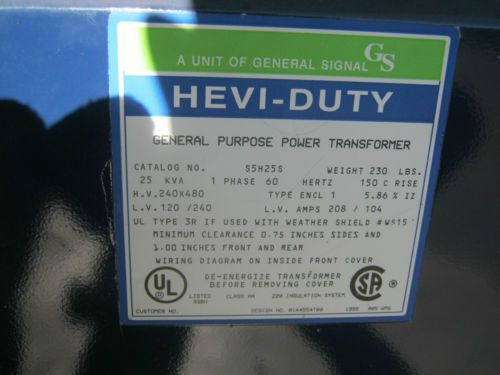 A UNIT OF GENERAL SIGNAL GS
HEVI-DUTY
GENERAL PURPOSE POWER TRANSFORMER
CATALOG NO. S5H25S WEIGHT 230 LBS.
25 KVA 1 PHASE 60 HERTZ 150 C RISE
H.V. 240X480 TYPE ENCL 1 5.86 % IZ
L.V. 120/240 L.V. AMPS 208 / 104
UL TYPE 3R IF USED WITH WEATHER SHIELD #WS15
MINIMUM CLEARANCE 0.75 INCHES SIDES AND
3.00 INCHES FRONT AND REAR
WIRING DIAGRAM ON INSIDE FRONT COVER
DE-ENERGIZE TRANSFORMER
BEFORE REMOVING COVER
UL
LISTED CLASS AA 220 INSULATION SYSTEM
SA
CUSTOMER NO. DESIGN NO.